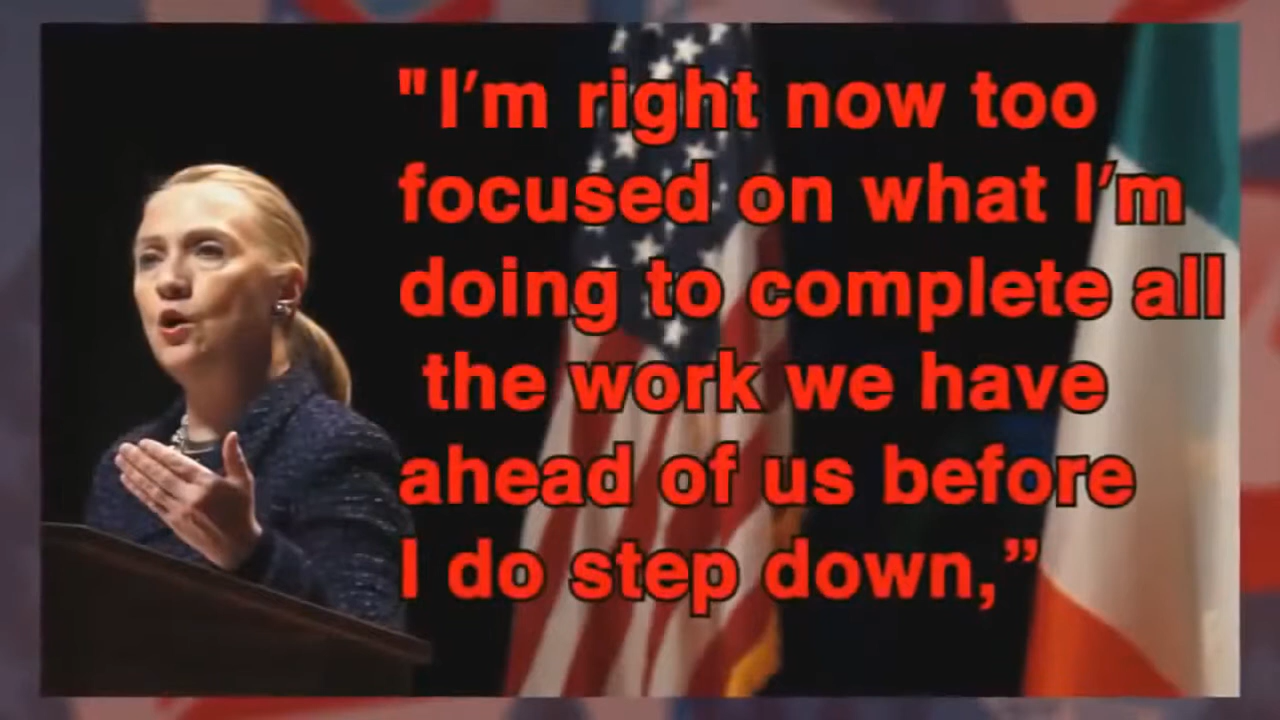 "I’m right now too
focused on what I’m
doing to complete all
the work we have
ahead of us before
I do step down,”